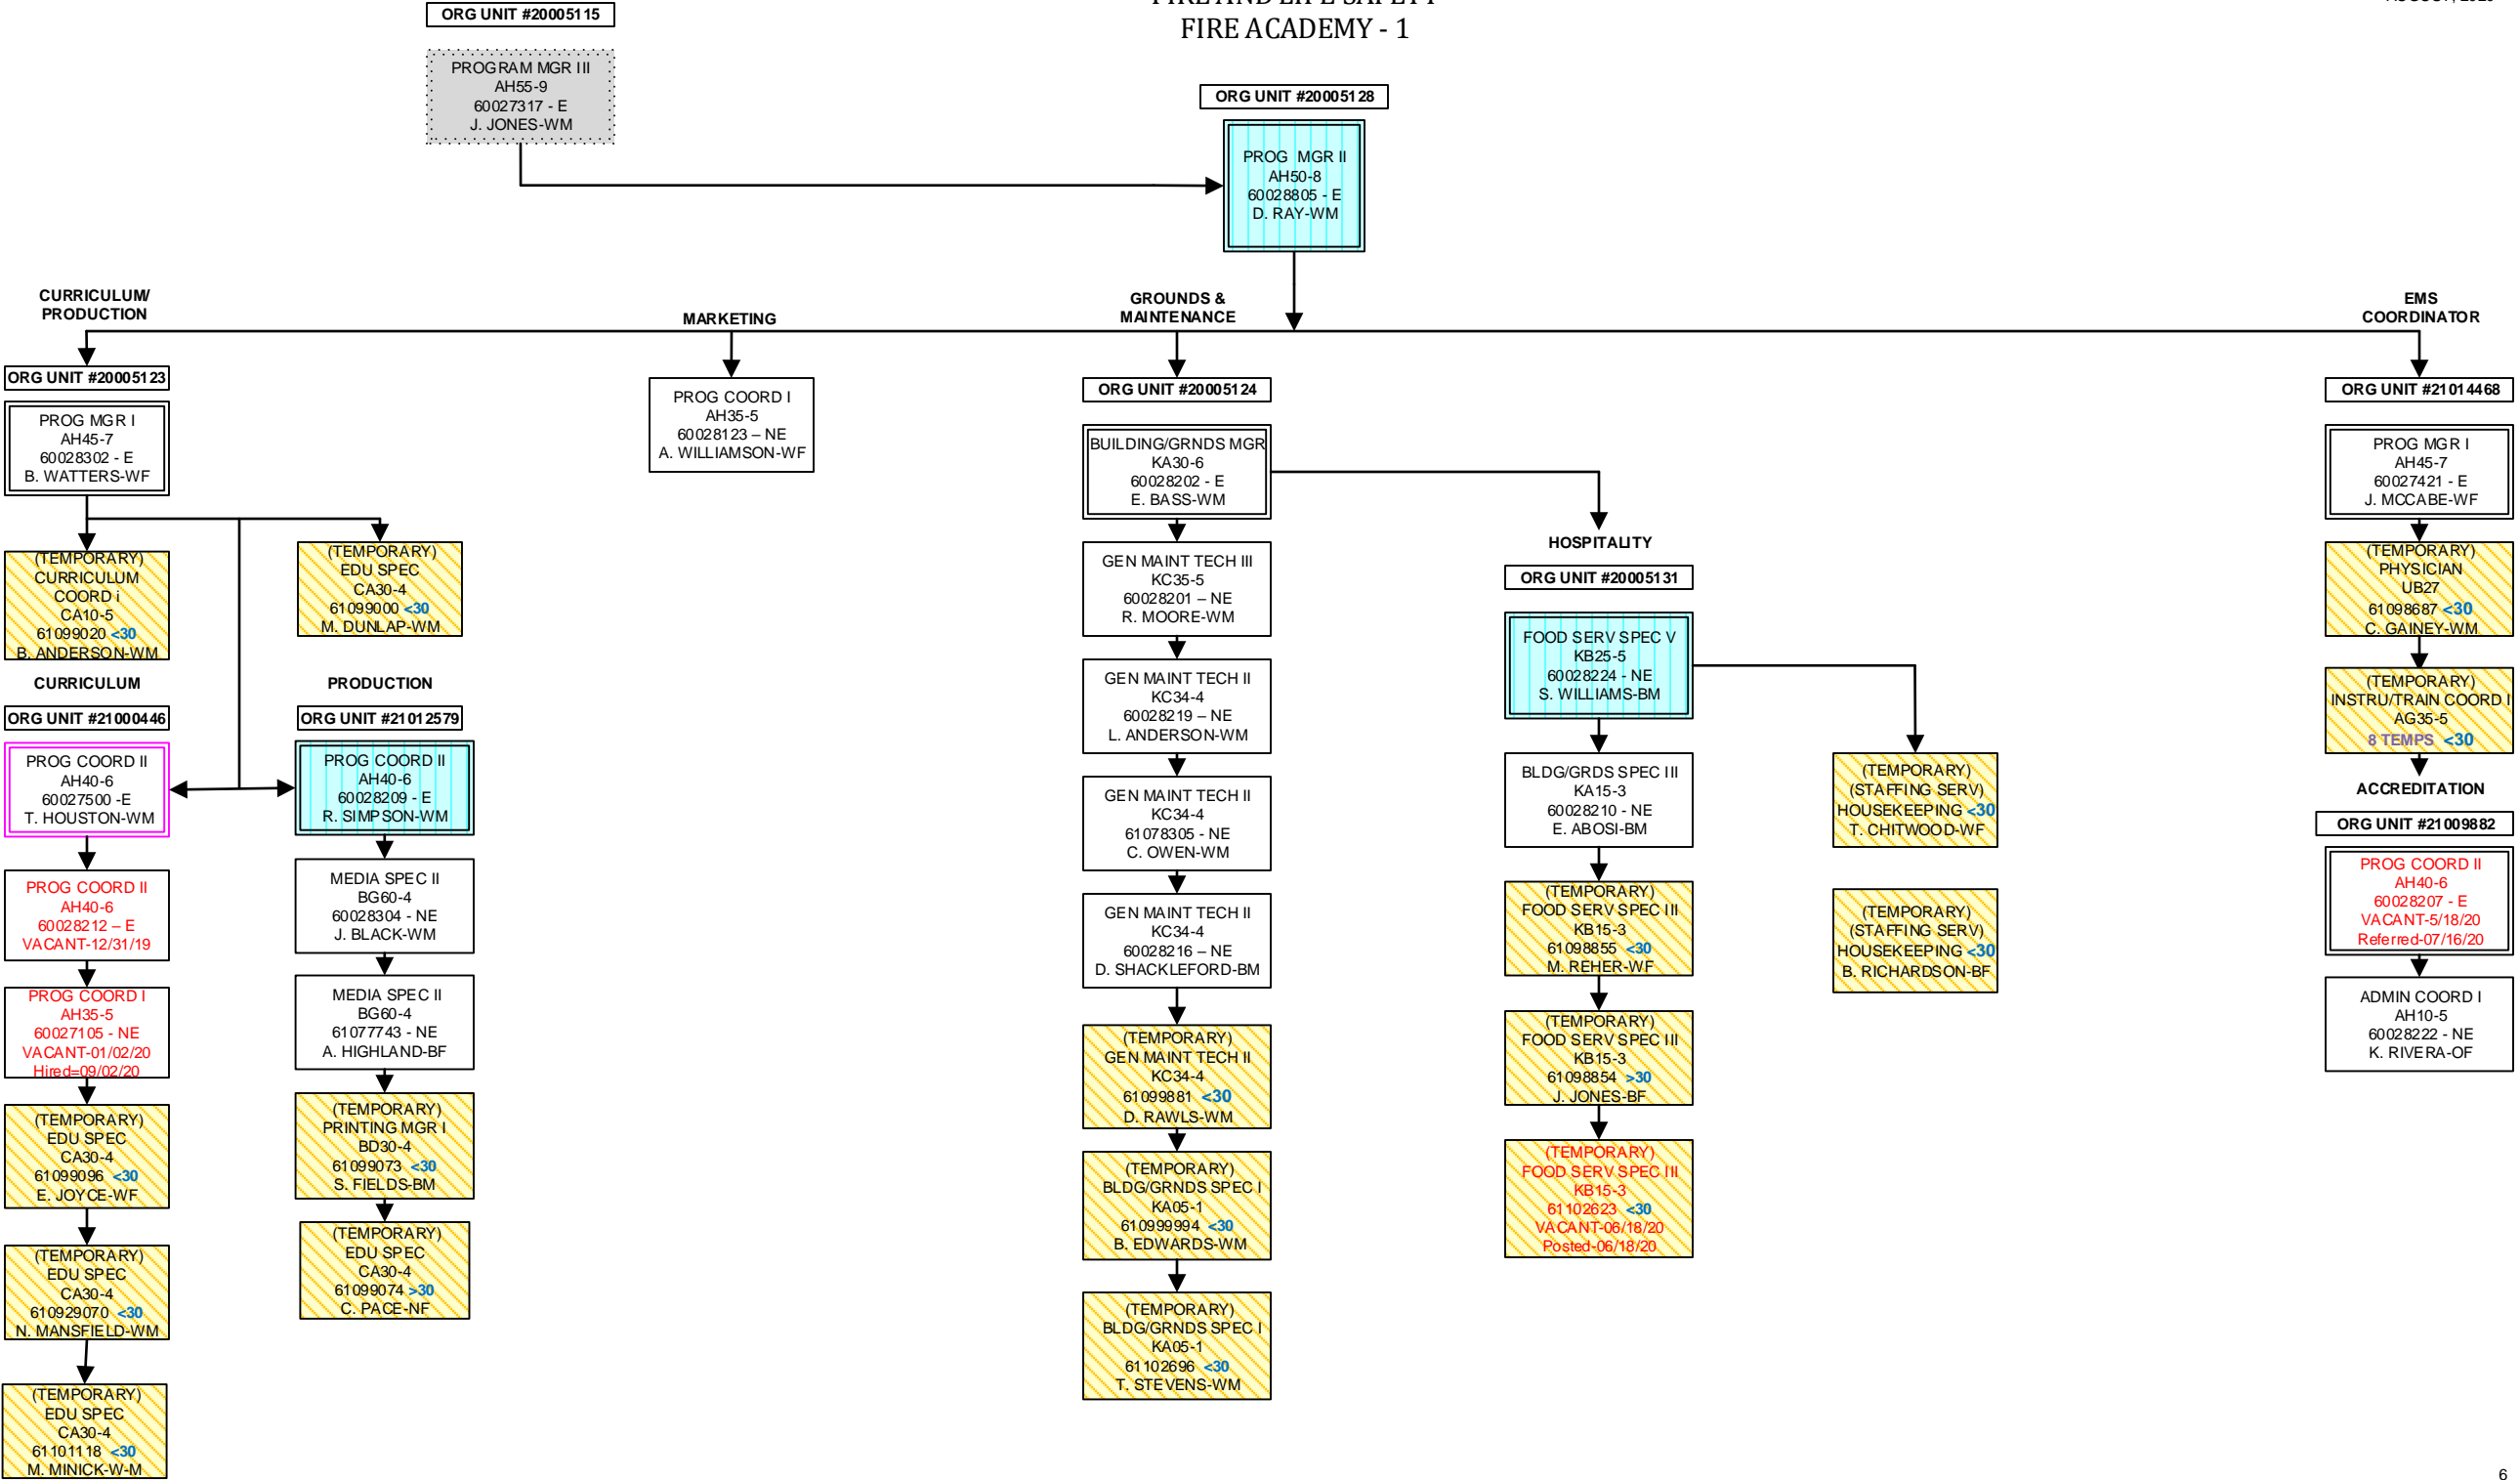 ORG UNIT #20005115
FIRE AND LIFE SAFETY
FIRE ACADEMY - 1
AUGUST, 2020
PROGRAM MGR III
AH55-9
60027317 - E
J. JONES-WM
ORG UNIT #20005128
PROG MGR II
AH50-8
60028805 - E
D. RAY-WM
CURRICULUM/
PRODUCTION
ORG UNIT #20005123
PROG MGR I
AH45-7
60028302 - E
B. WATTERS-WF
(TEMPORARY)
CURRICULUM
COORD i
CA10-5
61099020 <30
B. ANDERSON-WM
(TEMPORARY)
EDU SPEC
CA30-4
61099000 <30
M. DUNLAP-WM
CURRICULUM
ORG UNIT #21000446
PROG COORD II
AH40-6
60027500 -E
T. HOUSTON-WM
PROG COORD II
AH40-6
60028212 – E
VACANT-12/31/19
PROG COORD I
AH35-5
60027105 - NE
VACANT-01/02/20
Hired=09/02/20
(TEMPORARY)
EDU SPEC
CA30-4
61099096 <30
E. JOYCE-WF
(TEMPORARY)
EDU SPEC
CA30-4
610929070 <30
N. MANSFIELD-WM
(TEMPORARY)
EDU SPEC
CA30-4
61101118 <30
M. MINICK-W-M
PRODUCTION
ORG UNIT #21012579
PROG COORD II
AH40-6
60028209 - E
R. SIMPSON-WM
MEDIA SPEC II
BG60-4
60028304 - NE
J. BLACK-WM
MEDIA SPEC II
BG60-4
61077743 - NE
A. HIGHLAND-BF
(TEMPORARY)
PRINTING MGR I
BD30-4
61099073 <30
S. FIELDS-BM
(TEMPORARY)
EDU SPEC
CA30-4
61099074 >30
C. PACE-NF
MARKETING
PROG COORD I
AH35-5
60028123 – NE
A. WILLIAMSON-WF
GROUNDS &
MAINTENANCE
ORG UNIT #20005124
BUILDING/GRNDS MGR
KA30-6
60028202 - E
E. BASS-WM
GEN MAINT TECH III
KC35-5
60028201 – NE
R. MOORE-WM
GEN MAINT TECH II
KC34-4
60028219 – NE
L. ANDERSON-WM
GEN MAINT TECH II
KC34-4
61078305 - NE
C. OWEN-WM
GEN MAINT TECH II
KC34-4
60028216 – NE
D. SHACKLEFORD-BM
(TEMPORARY)
GEN MAINT TECH II
KC34-4
61099881 <30
D. RAWLS-WM
(TEMPORARY)
BLDG/GRNDS SPEC I
KA05-1
610999994 <30
B. EDWARDS-WM
(TEMPORARY)
BLDG/GRNDS SPEC I
KA05-1
61102696 <30
T. STEVENS-WM
HOSPITALITY
ORG UNIT #20005131
FOOD SERV SPEC V
KB25-5
60028224 - NE
S. WILLIAMS-BM
BLDG/GRDS SPEC III
KA15-3
60028210 - NE
E. ABOSI-BM
(TEMPORARY)
FOOD SERV SPEC III
KB15-3
61098855 <30
M. REHER-WF
(TEMPORARY)
FOOD SERV SPEC III
KB15-3
61098854 >30
J. JONES-BF
(TEMPORARY)
FOOD SERV SPEC III
KB15-3
61102623 <30
VACANT-06/18/20
Posted-06/18/20
(TEMPORARY)
(STAFFING SERV)
HOUSEKEEPING <30
T. CHITWOOD-WF
(TEMPORARY)
(STAFFING SERV)
HOUSEKEEPING <30
B. RICHARDSON-BF
EMS
COORDINATOR
ORG UNIT #21014468
PROG MGR I
AH45-7
60027421 - E
J. MCCABE-WF
(TEMPORARY)
PHYSICIAN
UB27
61098687 <30
C. GAINEY-WM
(TEMPORARY)
INSTRU/TRAIN COORD I
AG35-5
8 TEMPS <30
ACCREDITATION
ORG UNIT #21009882
PROG COORD II
AH40-6
60028207 - E
VACANT-5/18/20
Referred-07/16/20
ADMIN COORD I
AH10-5
60028222 - NE
K. RIVERA-OF
6